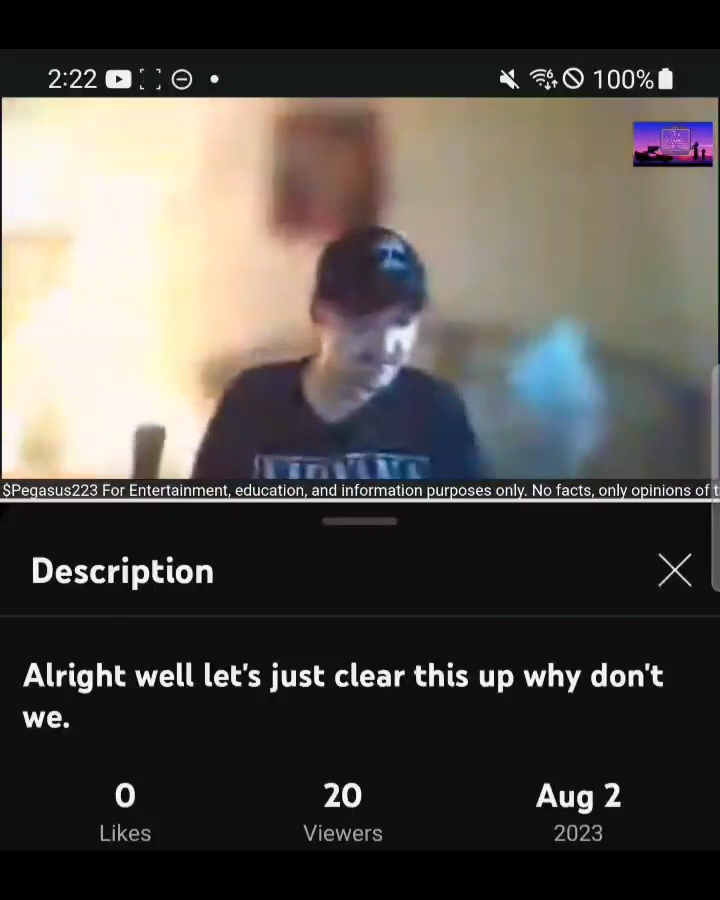 2:22
100%
$Pegasus223 For Entertainment, education, and information purposes only. No facts, only opinions of
Description
Alright well let's just clear this up why don't
we.
0 20 Aug 2
Likes Viewers 2023